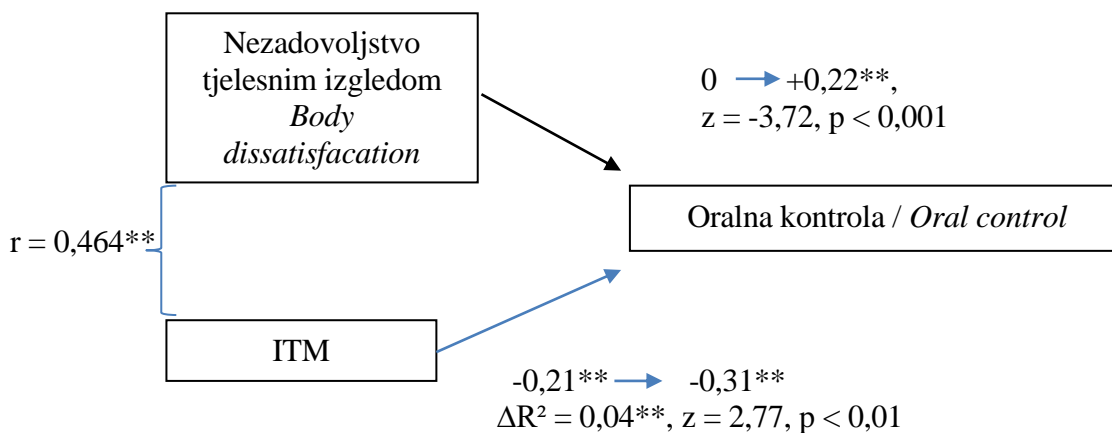 Nezadovoljstvo
tjelesnim izgledom
Body
dissatisfacation
0 +0,22**,
z = -3,72, p < 0,001
Oralna kontrola / Oral control
r = 0,464**
ITM
-0,21** -0,31**
ΔR² = 0,04**, z = 2,77, p < 0,01